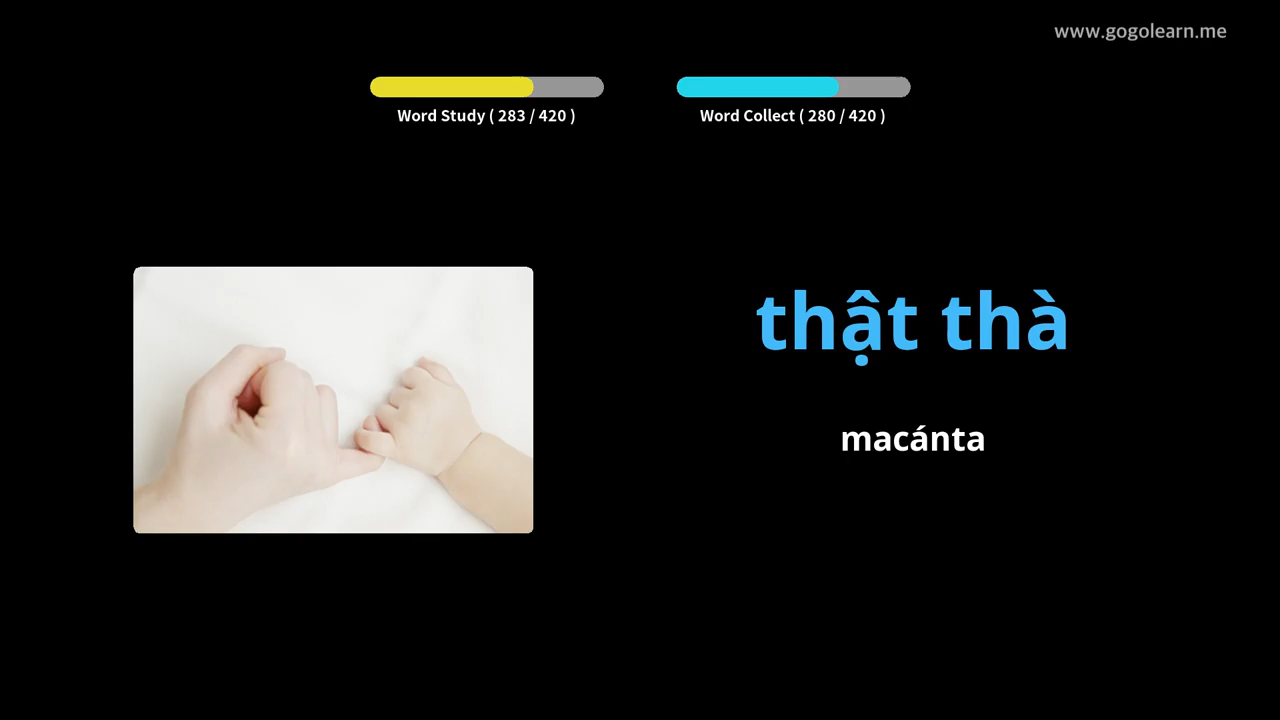 www.gogolearn.me
Word Study ( 283 / 420 )
Word Collect ( 280 / 420 )
thật thà
macánta